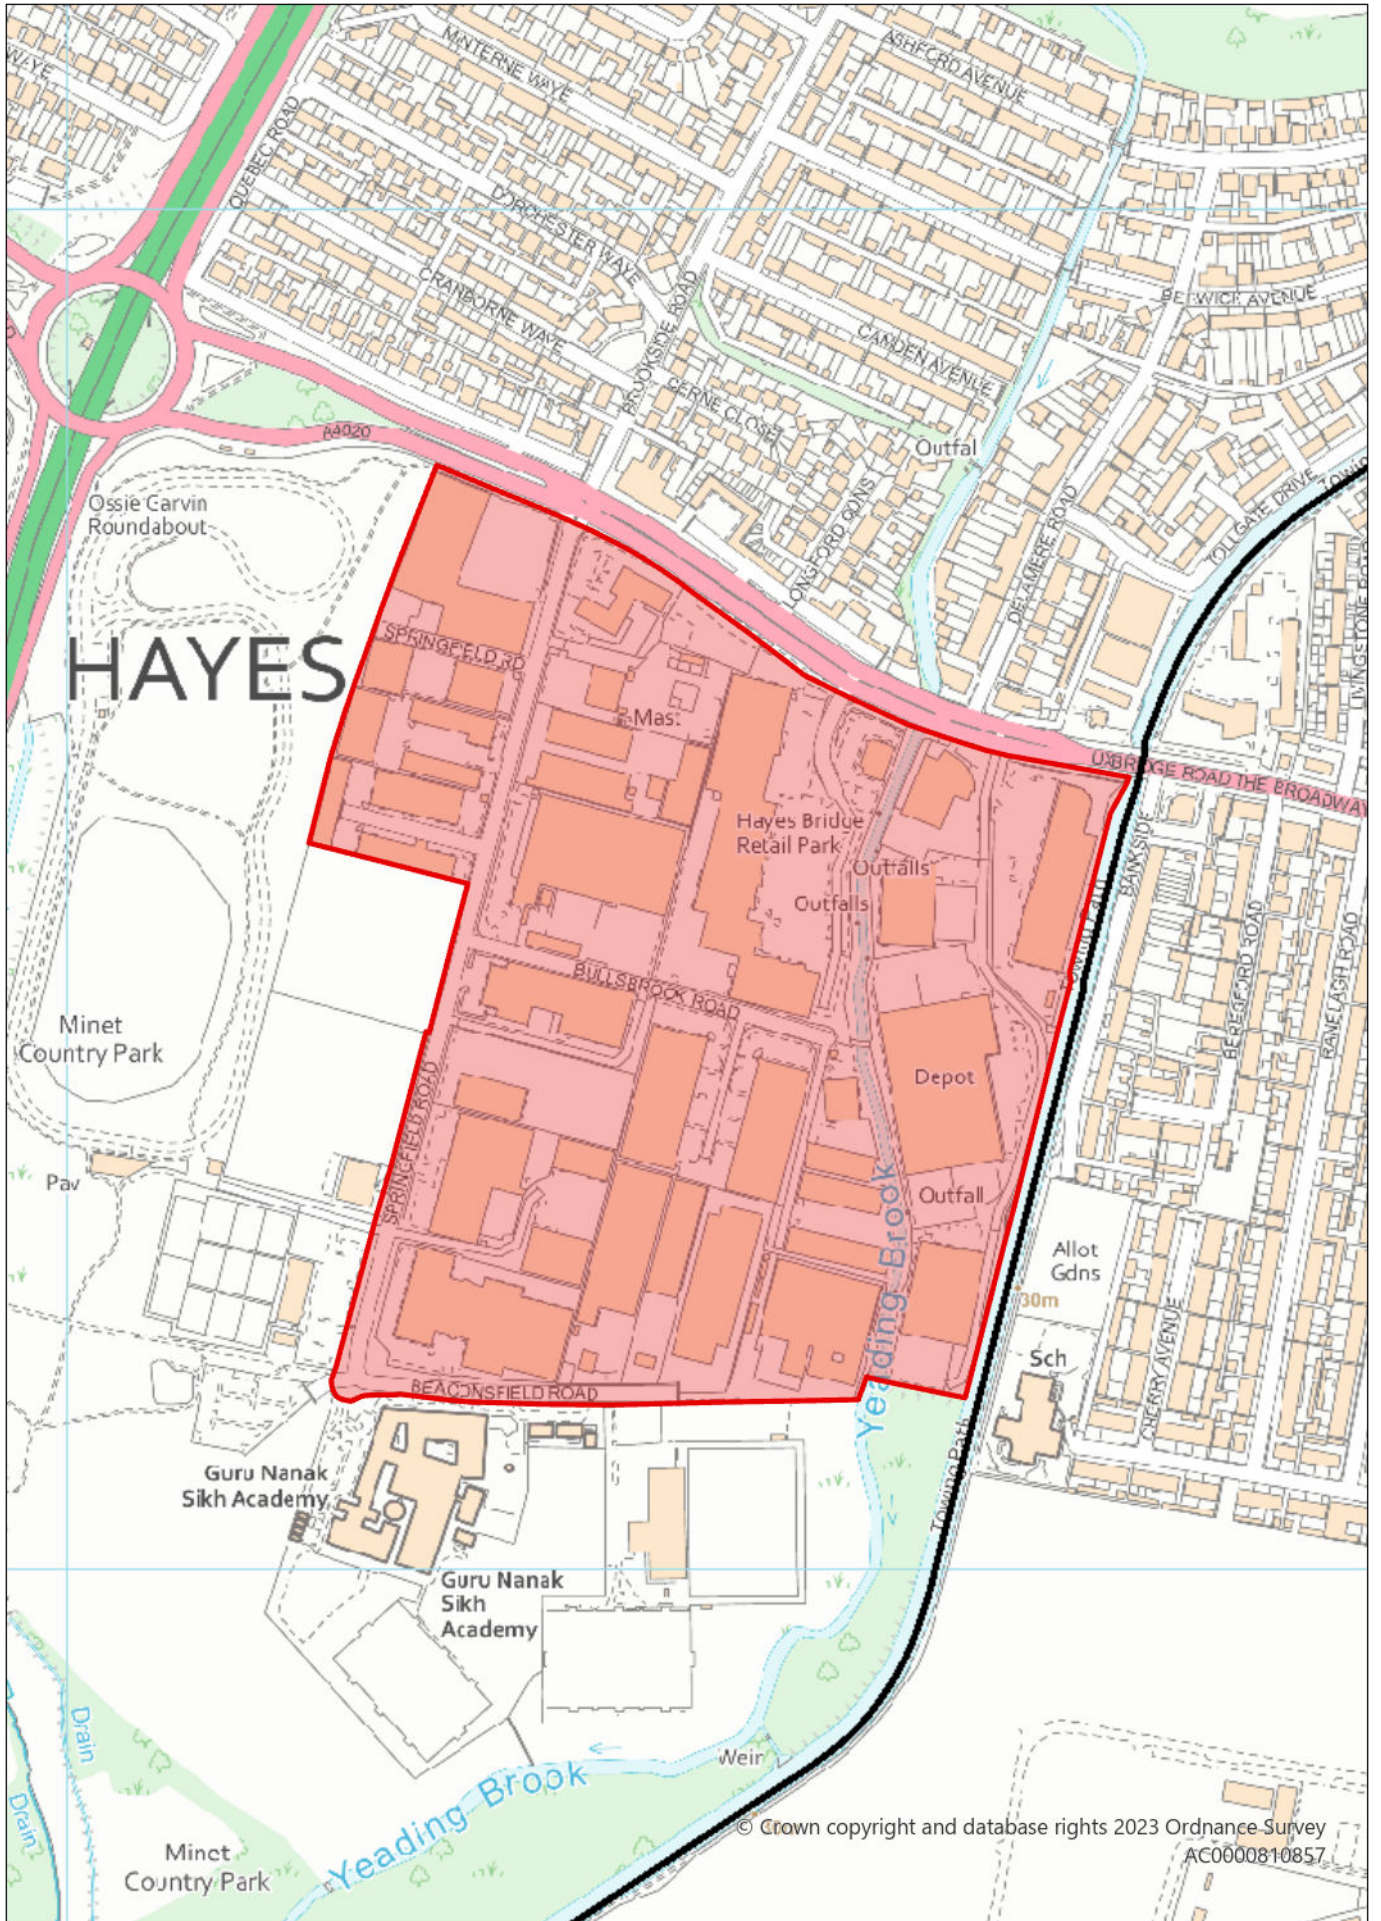 WAYE
MINTERNE WAYE
ASHFORD AVENUE
QUEBEC ROAD
DORCHESTER WAYE
CRANBORNE WAYE
BROOKSIDE ROAD
BERWICK AVENUE
CAMDEN AVENUE
CERNE CLOSE
A4020
Outfal
Ossie Garvin
Roundabout
LONGFORD GDNS
DELAMERE ROAD
TOLLGATE DRIVE
HAYES
SPRINGFIELD RD
Mast
UXBRIDGE ROAD THE BROADWAY
Hayes Bridge
Retail Park
Outfalls
Outfalls
Towing Path
BANKSIDE
BERESFORD ROAD
RANELAGH ROAD
BULLSBROOK ROAD
Minet
Country Park
SPRINGFIELD ROAD
Depot
Pav
Outfall
Yeading Brook
Allot
Gdns
30m
Sch
CHERRY AVENUE
BEACONSFIELD ROAD
Towing Path
Guru Nanak
Sikh Academy
Guru Nanak
Sikh
Academy
Drain
Drain
Weir
Yeading Brook
Minet
Country Park
© Crown copyright and database rights 2023 Ordnance Survey
AC0000810857